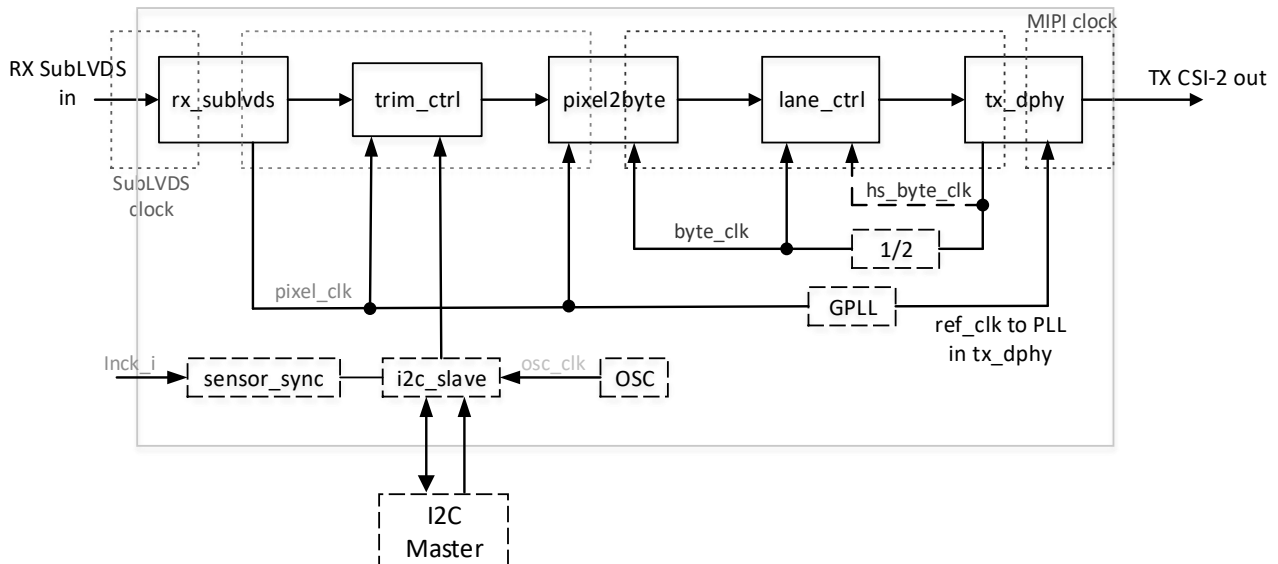 MIPI clock
RX SubLVDS
in
rx_sublvds
trim_ctrl
pixel2byte
lane_ctrl
tx_dphy
TX CSI-2 out
SubLVDS
clock
hs_byte_clk
byte_clk
1/2
pixel_clk
GPLL
ref_clk to PLL
in tx_dphy
Inck_i
sensor_sync
i2c_slave
osc_clk
OSC
I2C
Master